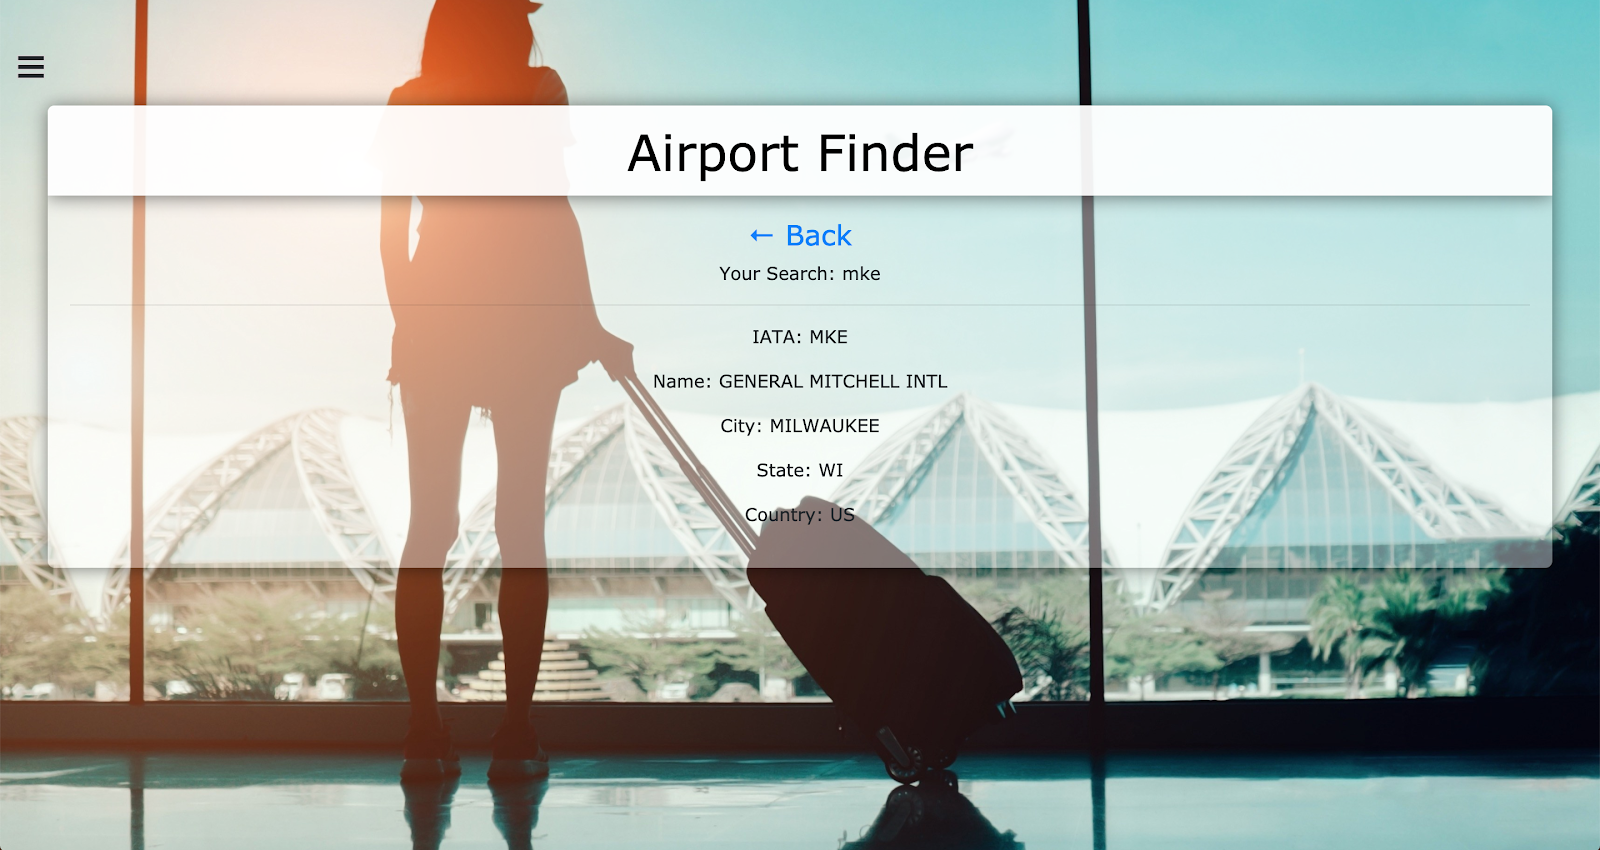 Airport Finder
← Back
Your Search: mke
IATA: MKE
Name: GENERAL MITCHELL INTL
City: MILWAUKEE
State: WI
Country: US